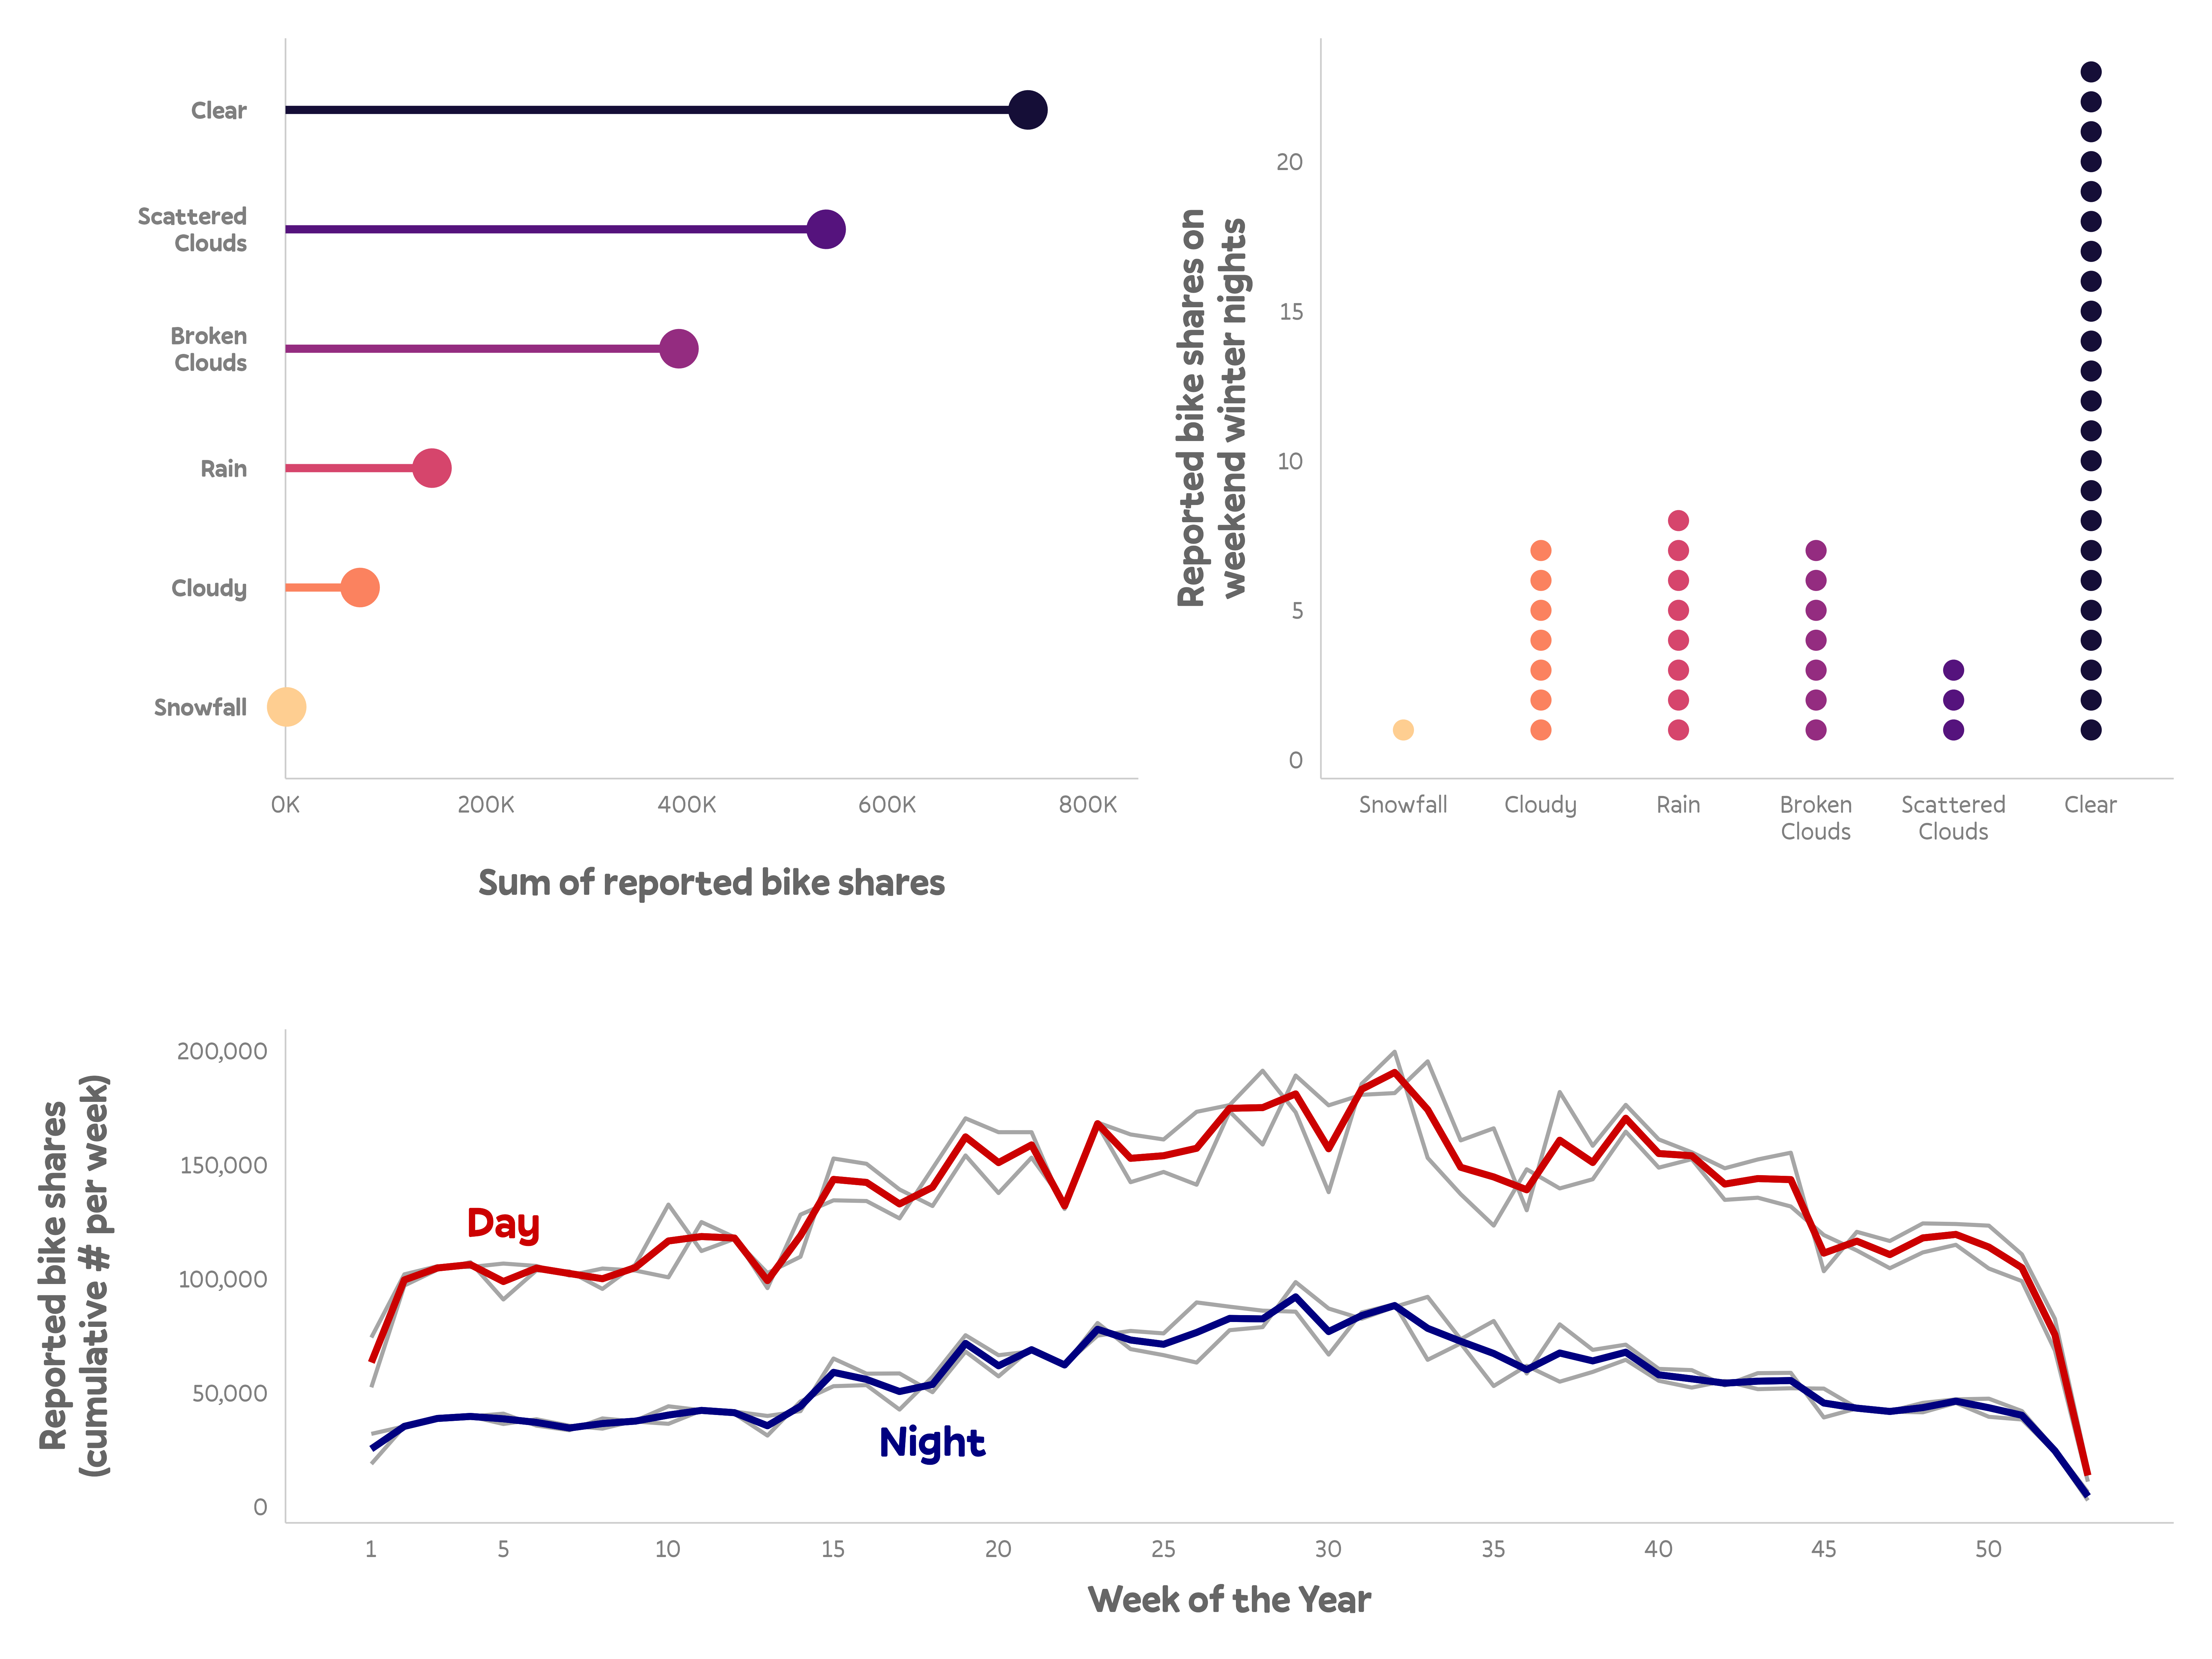 Clear
Scattered
Clouds
Broken
Clouds
Rain
Cloudy
Snowfall
0K
200K
400K
600K
800K
Sum of reported bike shares
Reported bike shares on
weekend winter nights
20
15
10
5
0
Snowfall
Cloudy
Rain
Broken
Clouds
Scattered
Clouds
Clear
Reported bike shares
(cumulative # per week)
200,000
150,000
100,000
50,000
0
Day
Night
1
5
10
15
20
25
30
35
40
45
50
Week of the Year